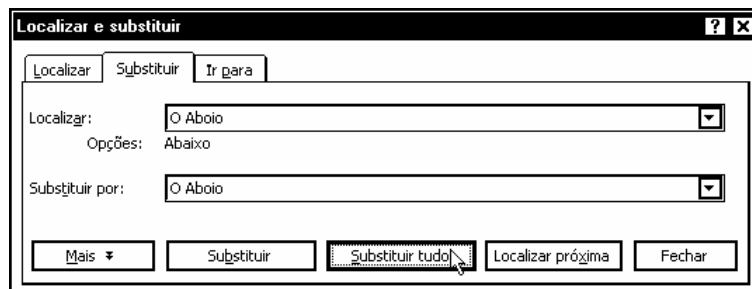 Localizar e substituir
Localizar Substituir Ir para
Localizar: O Aboio
Opções: Abaixo
Substituir por: O Aboio
Mais Substituir Substituir tudo Localizar próxima Fechar